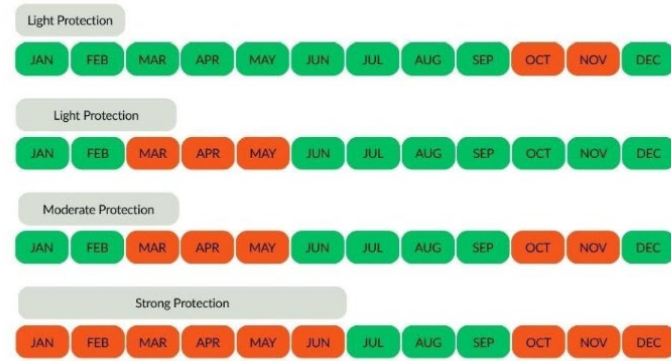 Light Protection
JAN FEB MAR APR MAY JUN JUL AUG SEP OCT NOV DEC
Light Protection
JAN FEB MAR APR MAY JUN JUL AUG SEP OCT NOV DEC
Moderate Protection
JAN FEB MAR APR MAY JUN JUL AUG SEP OCT NOV DEC
Strong Protection
JAN FEB MAR APR MAY JUN JUL AUG SEP OCT NOV DEC